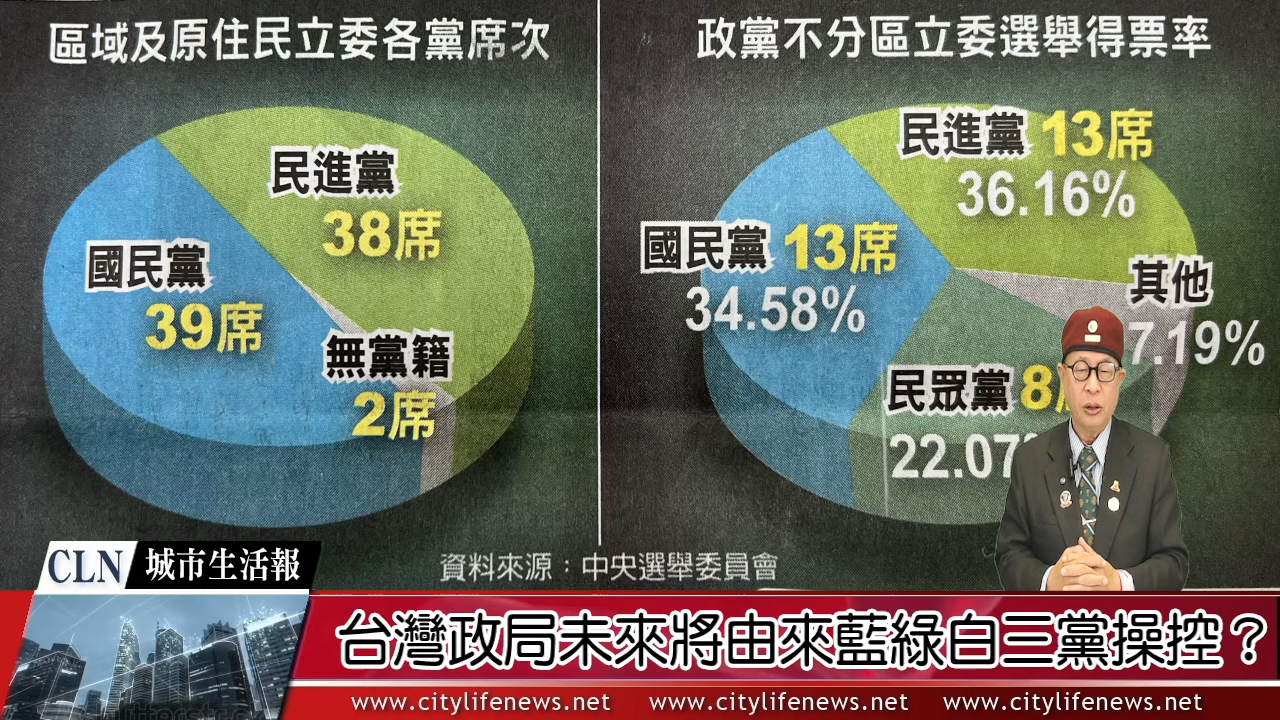 區域及原住民立委各黨席次
民進黨
38席
國民黨
39席
無黨籍
2席
政黨不分區立委選舉得票率
民進黨 13席
36.16%
國民黨 13席
34.58%
其他
7.19%
民眾黨 8
22.07
資料來源：中央選舉委員會
CLN 城市生活報
台灣政局未來將由來藍綠白三黨操控？
www.citylifenews.net www.citylifenews.net www.citylifenews.net